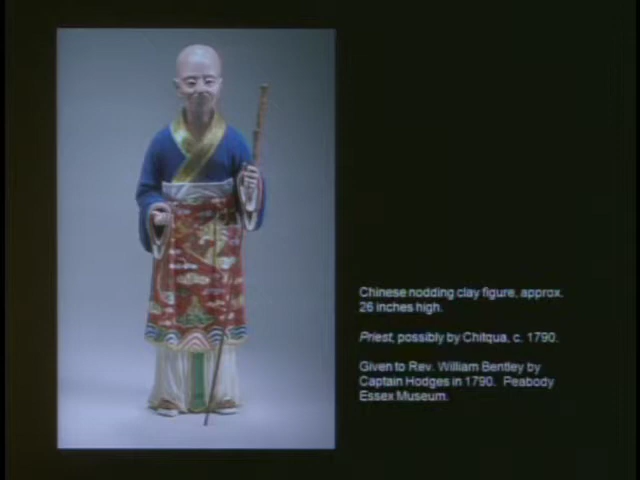 Chinese nodding clay figure, approx.
26 inches high.
Priest, possibly by Chitqua, c. 1790.
Given to Rev. William Bentley by
Captain Hodges in 1790. Peabody
Essex Museum.